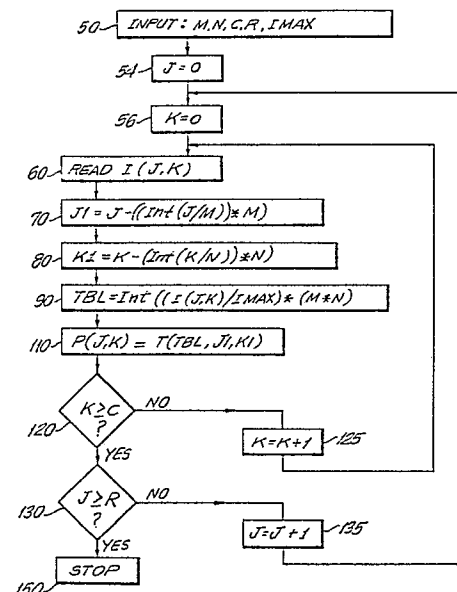 50 INPUT: M,N,C,R,IMAX
54 J=0
56 K=0
60 READ I(J,K)
70 J1=J-((Int(J/M))*M)
80 K1=K-(Int(K/N))*N)
90 TBL=Int((I(J,K)/IMAX)*(M*N)
110 P(J,K)=T(TBL,J1,K1)
120 K≥C ? NO
K=K+1 125
YES
130 J≥R ? NO
J=J+1 135
YES
150 STOP